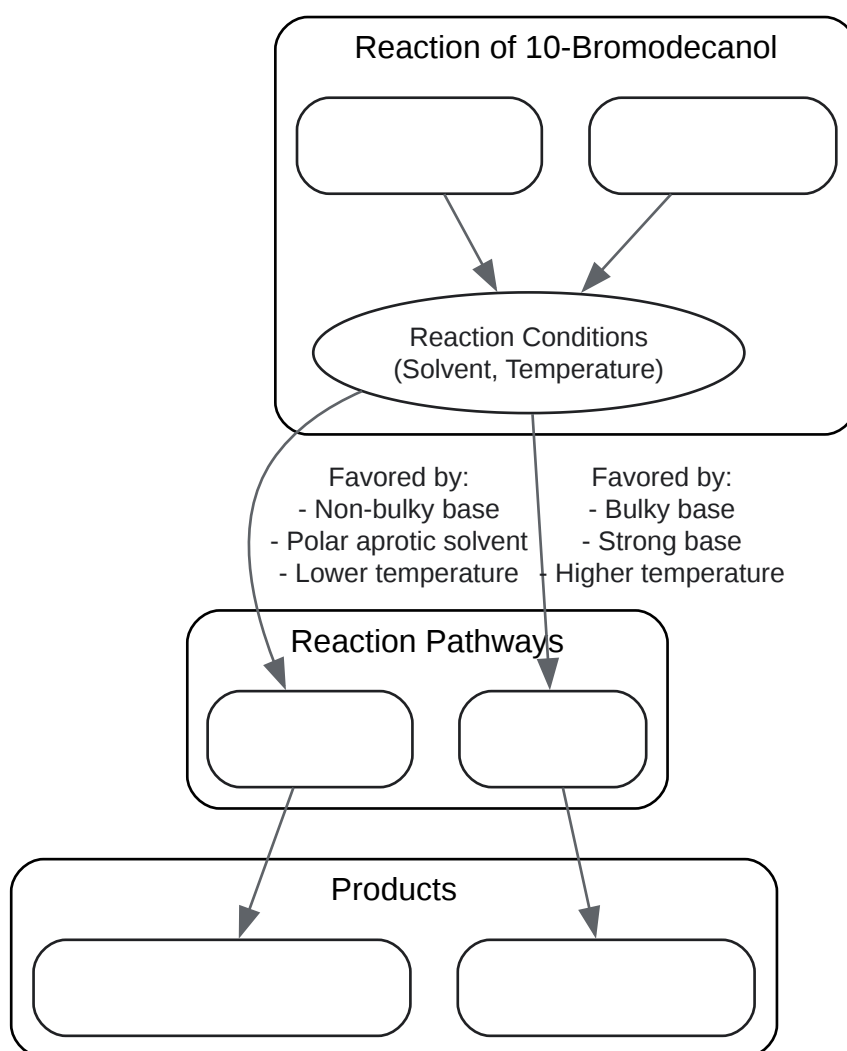 Reaction of 10-Bromodecanol
Reaction Conditions
(Solvent, Temperature)
Favored by:
- Non-bulky base
- Polar aprotic solvent
- Lower temperature
Favored by:
- Bulky base
- Strong base
- Higher temperature
Reaction Pathways
Products